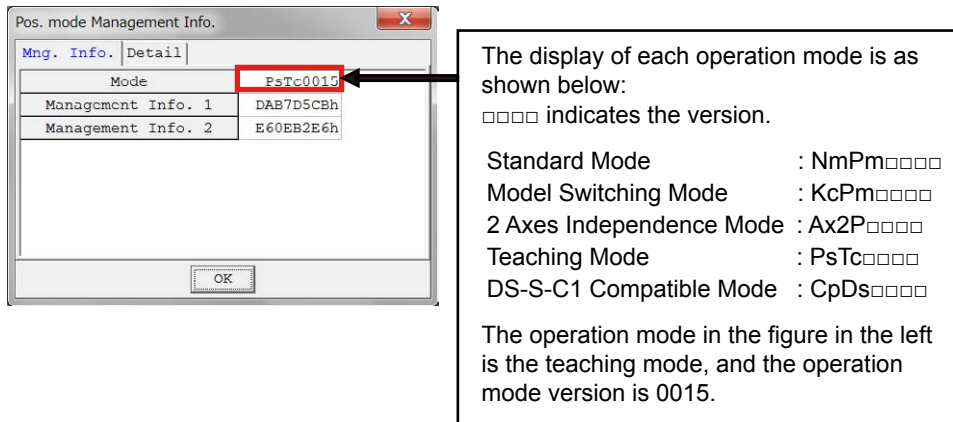 Pos. mode Management Info.
X
Mng. Info. Detail
Mode PsTc0015
Management Info. 1 DAB7D5CBh
Management Info. 2 E60EB2E6h
OK
The display of each operation mode is as
shown below:
□□□□ indicates the version.
Standard Mode : NmPm□□□□
Model Switching Mode : KcPm□□□□
2 Axes Independence Mode : Ax2P□□□□
Teaching Mode : PsTc□□□□
DS-S-C1 Compatible Mode : CpDs□□□□
The operation mode in the figure in the left
is the teaching mode, and the operation
mode version is 0015.